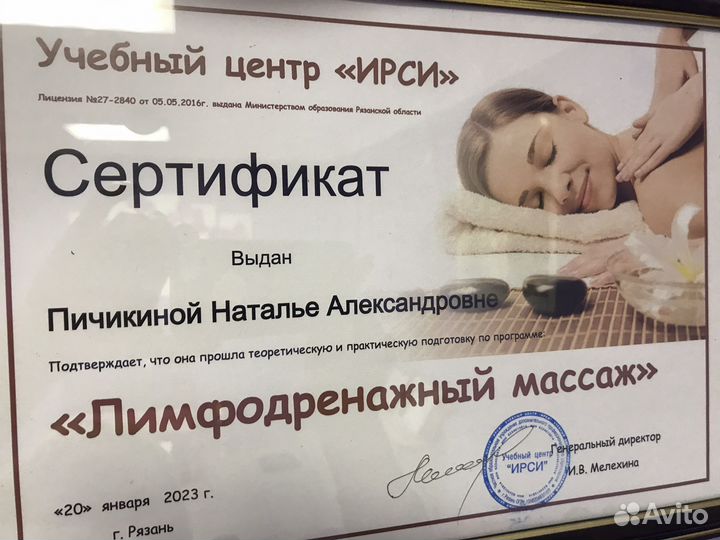 Учебный центр «ИРСИ»
Лицензия №27-2840 от 05.05.2016г. выдана Министерством образования Рязанской области
Сертификат
Выдан
Пичикиной Наталье Александровне
Подтверждает, что она прошла теоретическую и практическую подготовку по программе:
«Лимфодренажный массаж»
Генеральный директор
И.В. Мелехина
Учебный центр
"ИРСИ"
«20» января 2023 г.
г. Рязань
Avito